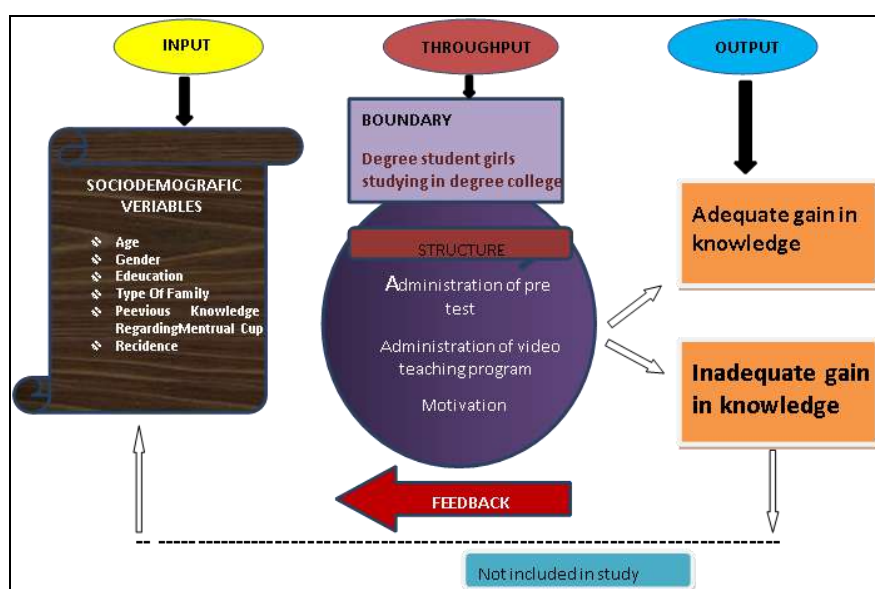 INPUT
THROUGHPUT
OUTPUT
SOCIODEMOGRAFIC
VERIABLES
❖ Age
❖ Gender
❖ Edeucation
❖ Type Of Family
❖ Peevious Knowledge
RegardingMentrual Cup
❖ Recidence
BOUNDARY
Degree student girls
studying in degree college
STRUCTURE
Administration of pre
test
Administration of video
teaching program
Motivation
Adequate gain in
knowledge
Inadequate gain
in knowledge
FEEDBACK
Not included in study